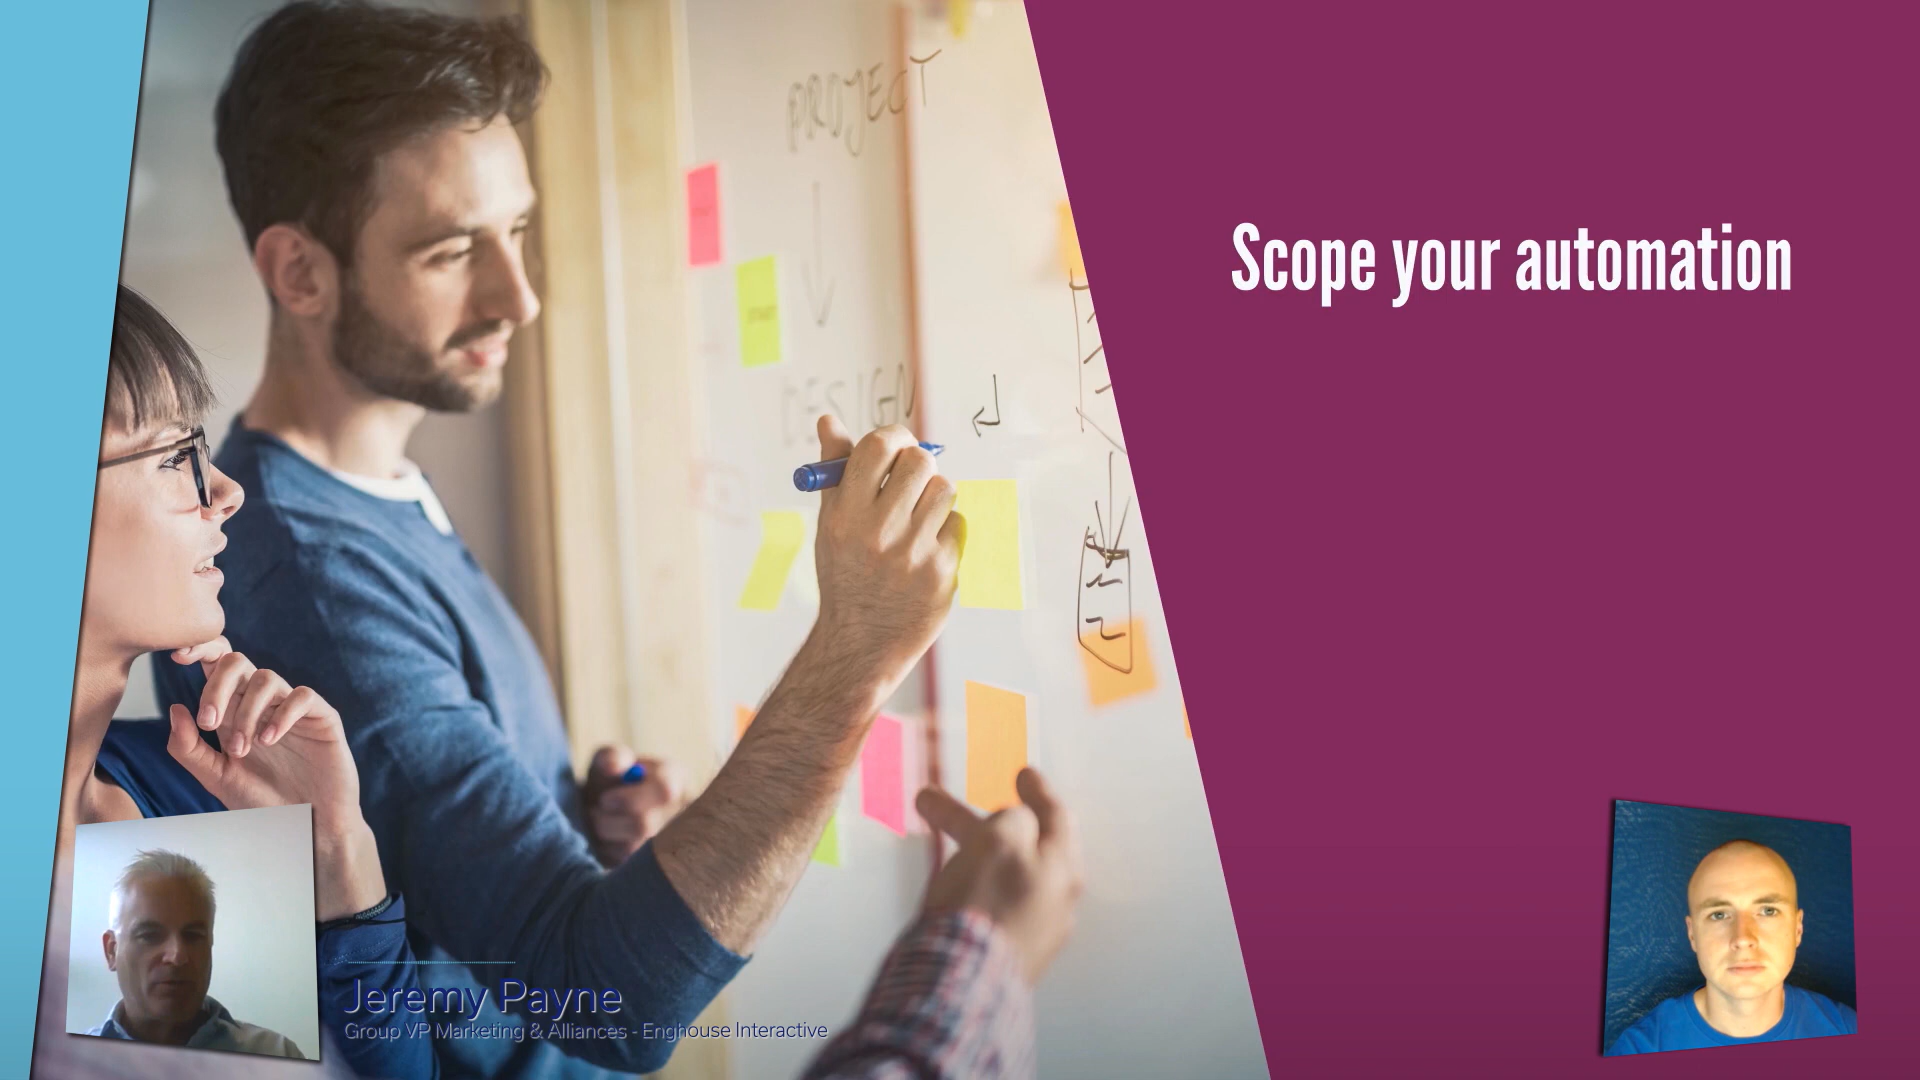 PROJECT
DESIGN
Scope your automation
Jeremy Payne
Group VP Marketing & Alliances - Enghouse Interactive